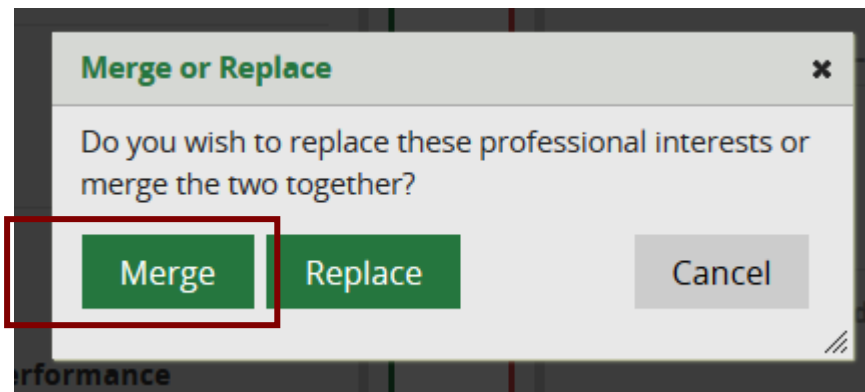 Merge or Replace
Do you wish to replace these professional interests or
merge the two together?
Merge Replace Cancel